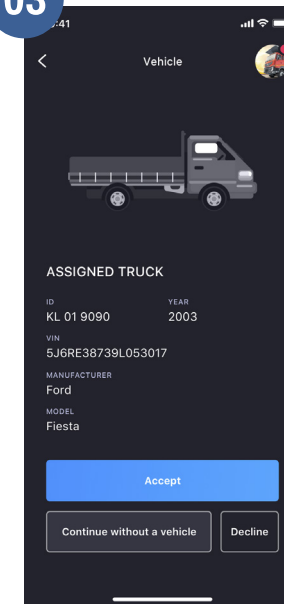 03
:41
Vehicle
ASSIGNED TRUCK
ID YEAR
KL 01 9090 2003
VIN
5J6RE38739L053017
MANUFACTURER
Ford
MODEL
Fiesta
Accept
Continue without a vehicle Decline